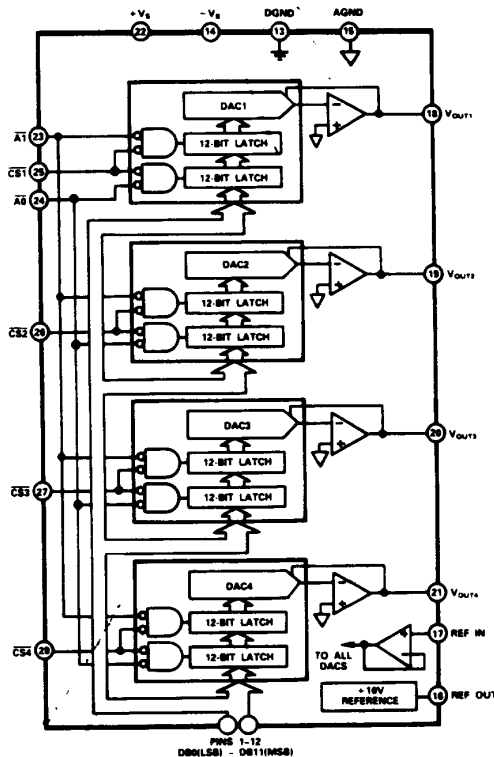 +VS -VS DGND AGND
22 14 13 15
DAC1
A1 23
12-BIT LATCH
18 VOUT1
CS1 25
12-BIT LATCH
A0 24
DAC2
19 VOUT2
12-BIT LATCH
CS2 26
12-BIT LATCH
DAC3
20 VOUT3
12-BIT LATCH
CS3 27
12-BIT LATCH
DAC4
21 VOUT4
12-BIT LATCH
17 REF IN
CS4 28
12-BIT LATCH
TO ALL
DACS
+10V
REFERENCE
16 REF OUT
PINS 1-12
DB0(LSB) - DB11(MSB)